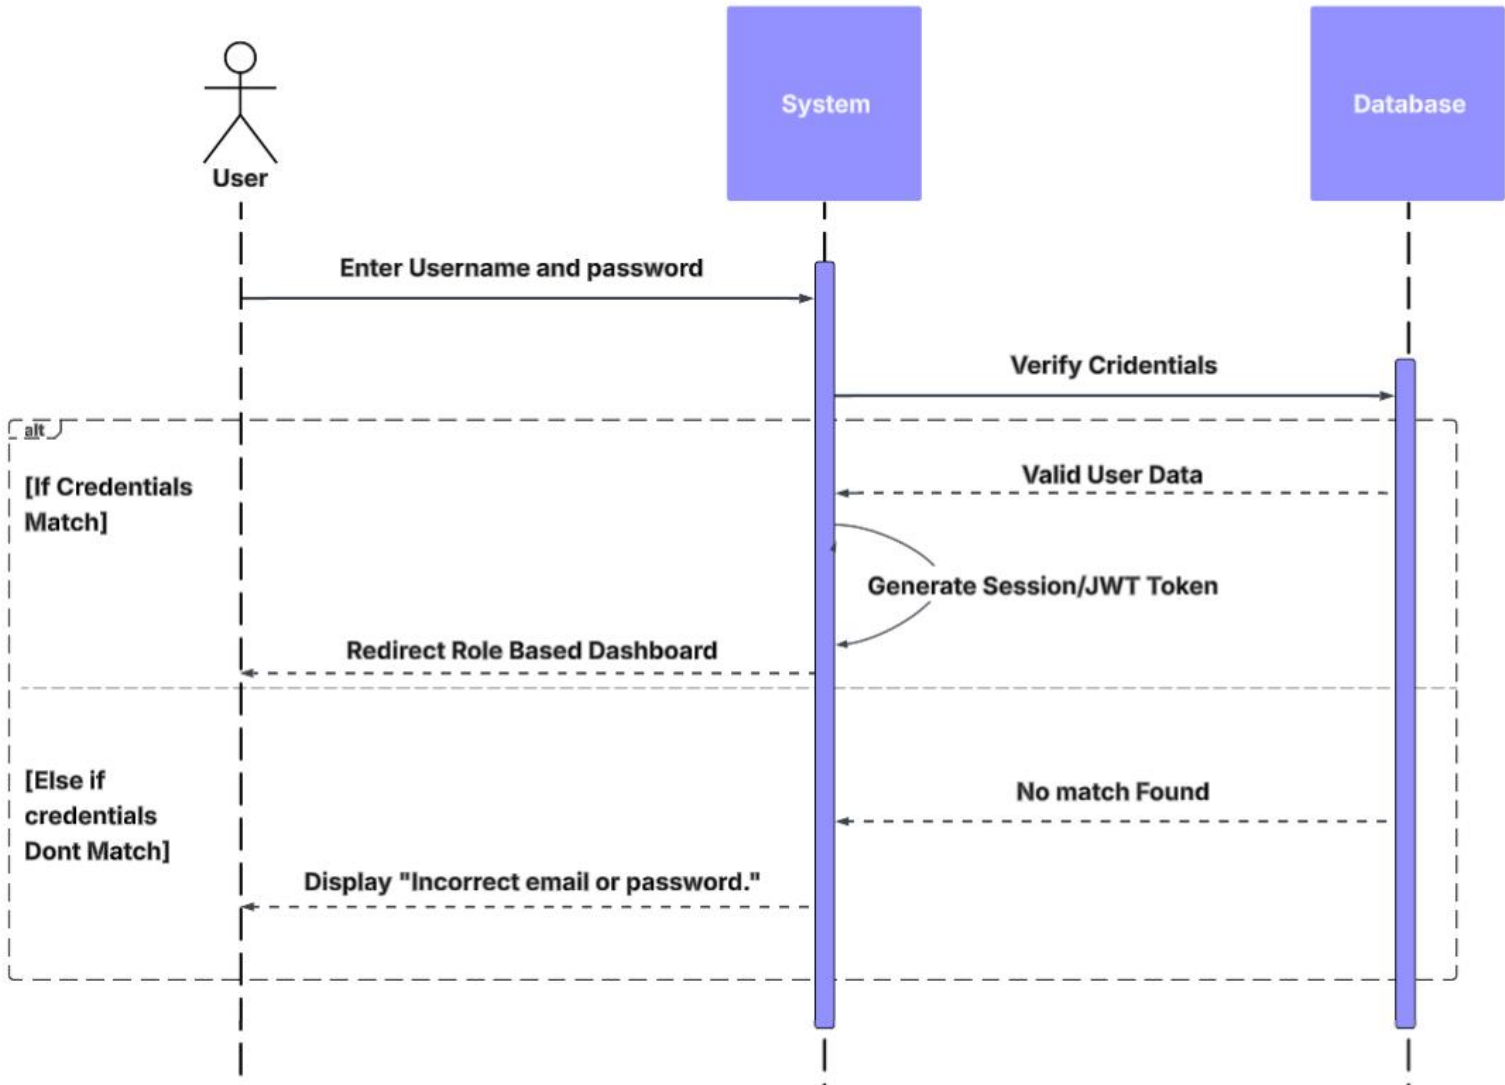 System
Database
User
Enter Username and password
Verify Cridentials
alt
[If Credentials
Match]
Valid User Data
Generate Session/JWT Token
Redirect Role Based Dashboard
[Else if
credentials
Dont Match]
No match Found
Display "Incorrect email or password."